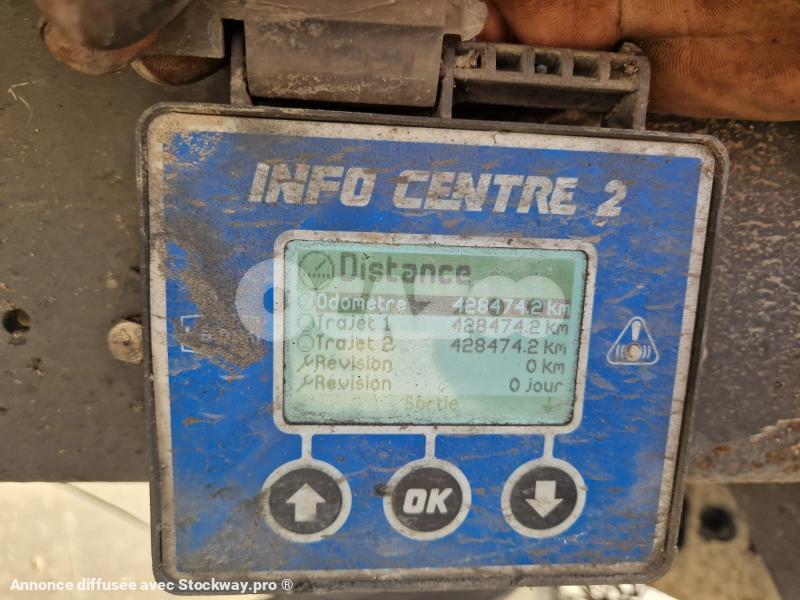 INFO CENTRE 2
Distance
Odomètre 428474.2 km
Trajet 1 428474.2 km
Trajet 2 428474.2 km
Révision 0 km
Révision 0 jour
Sortie
OK
Annonce diffusée avec Stockway.pro ®